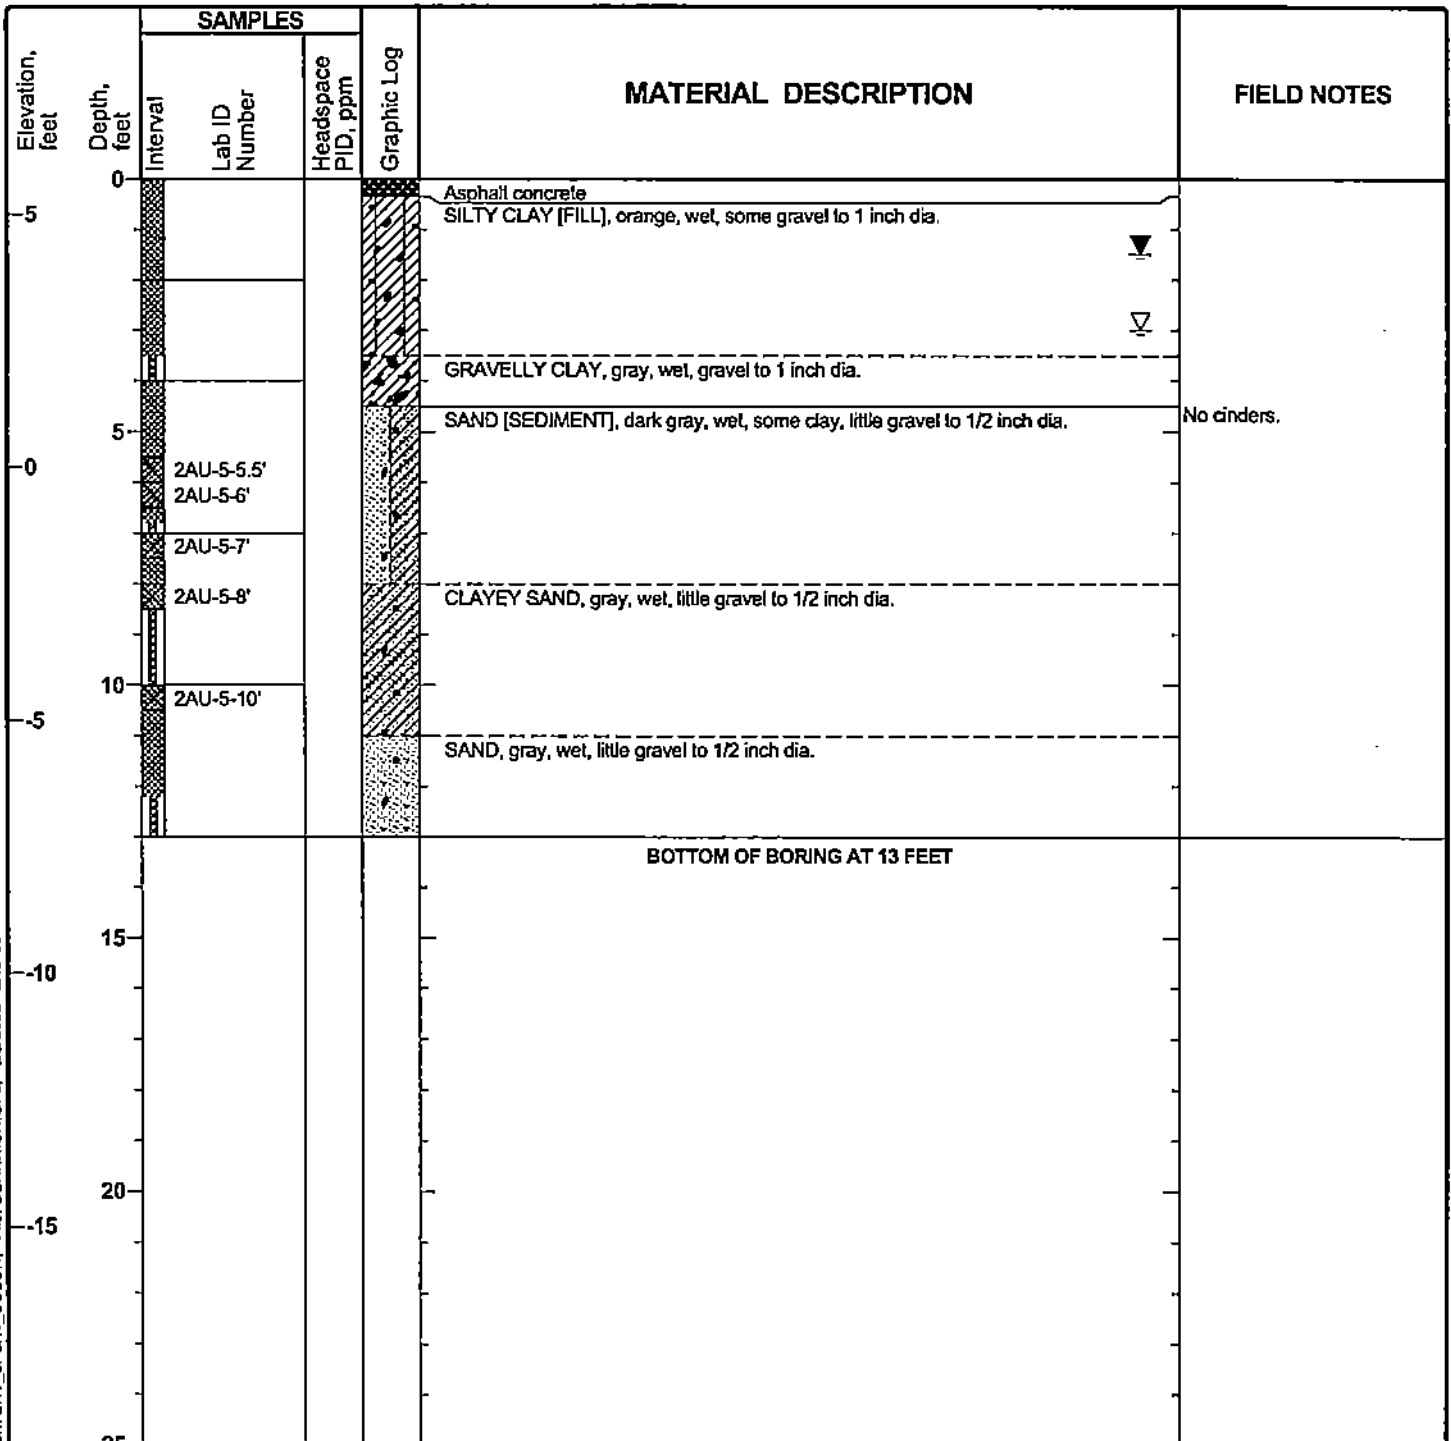 SAMPLES
Elevation, feet
Depth, feet
Interval
Lab ID Number
Headspace PID, ppm
Graphic Log
MATERIAL DESCRIPTION
FIELD NOTES
0
Asphalt concrete
5
SILTY CLAY [FILL], orange, wet, some gravel to 1 inch dia.
GRAVELLY CLAY, gray, wet, gravel to 1 inch dia.
SAND [SEDIMENT], dark gray, wet, some clay, little gravel to 1/2 inch dia.
No cinders.
5
0
2AU-5-5.5'
2AU-5-6'
2AU-5-7'
2AU-5-8'
CLAYEY SAND, gray, wet, little gravel to 1/2 inch dia.
10
2AU-5-10'
-5
SAND, gray, wet, little gravel to 1/2 inch dia.
BOTTOM OF BORING AT 13 FEET
15
-10
20
-15